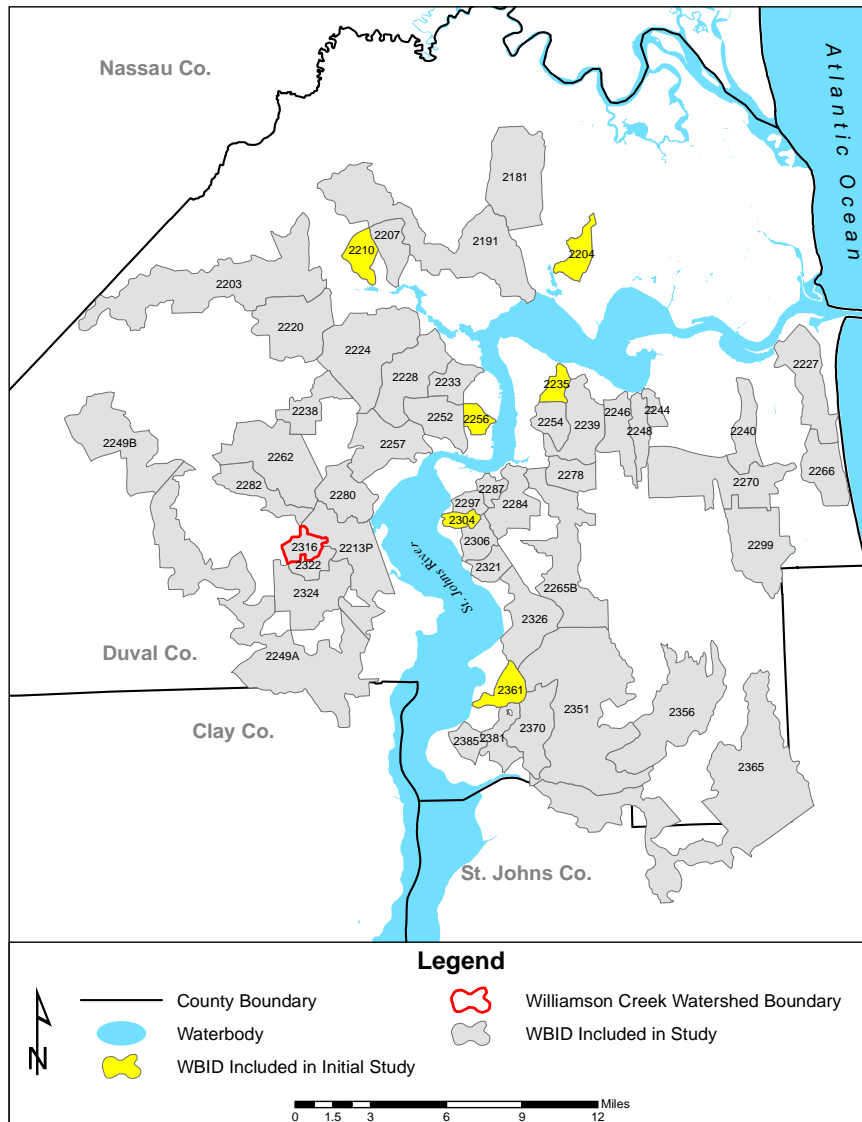 Nassau Co.
Atlantic Ocean
2181
2207
2191
2210
2204
2203
2220
2224
2227
2228
2233
2235
2238
2252
2256
2254
2239
2246
2244
2248
2240
2249B
2257
2262
2266
2282
2280
2278
2270
2287
2284
2297
2304
2299
2316
2213P
2306
2322
2321
St. Johns River
2324
2265B
2326
Duval Co.
2249A
2361
2351
2356
Clay Co.
2385
2381
2370
2365
St. Johns Co.
Legend
County Boundary
Williamson Creek Watershed Boundary
Waterbody
WBID Included in Study
WBID Included in Initial Study
N
Miles
0 1.5 3 6 9 12